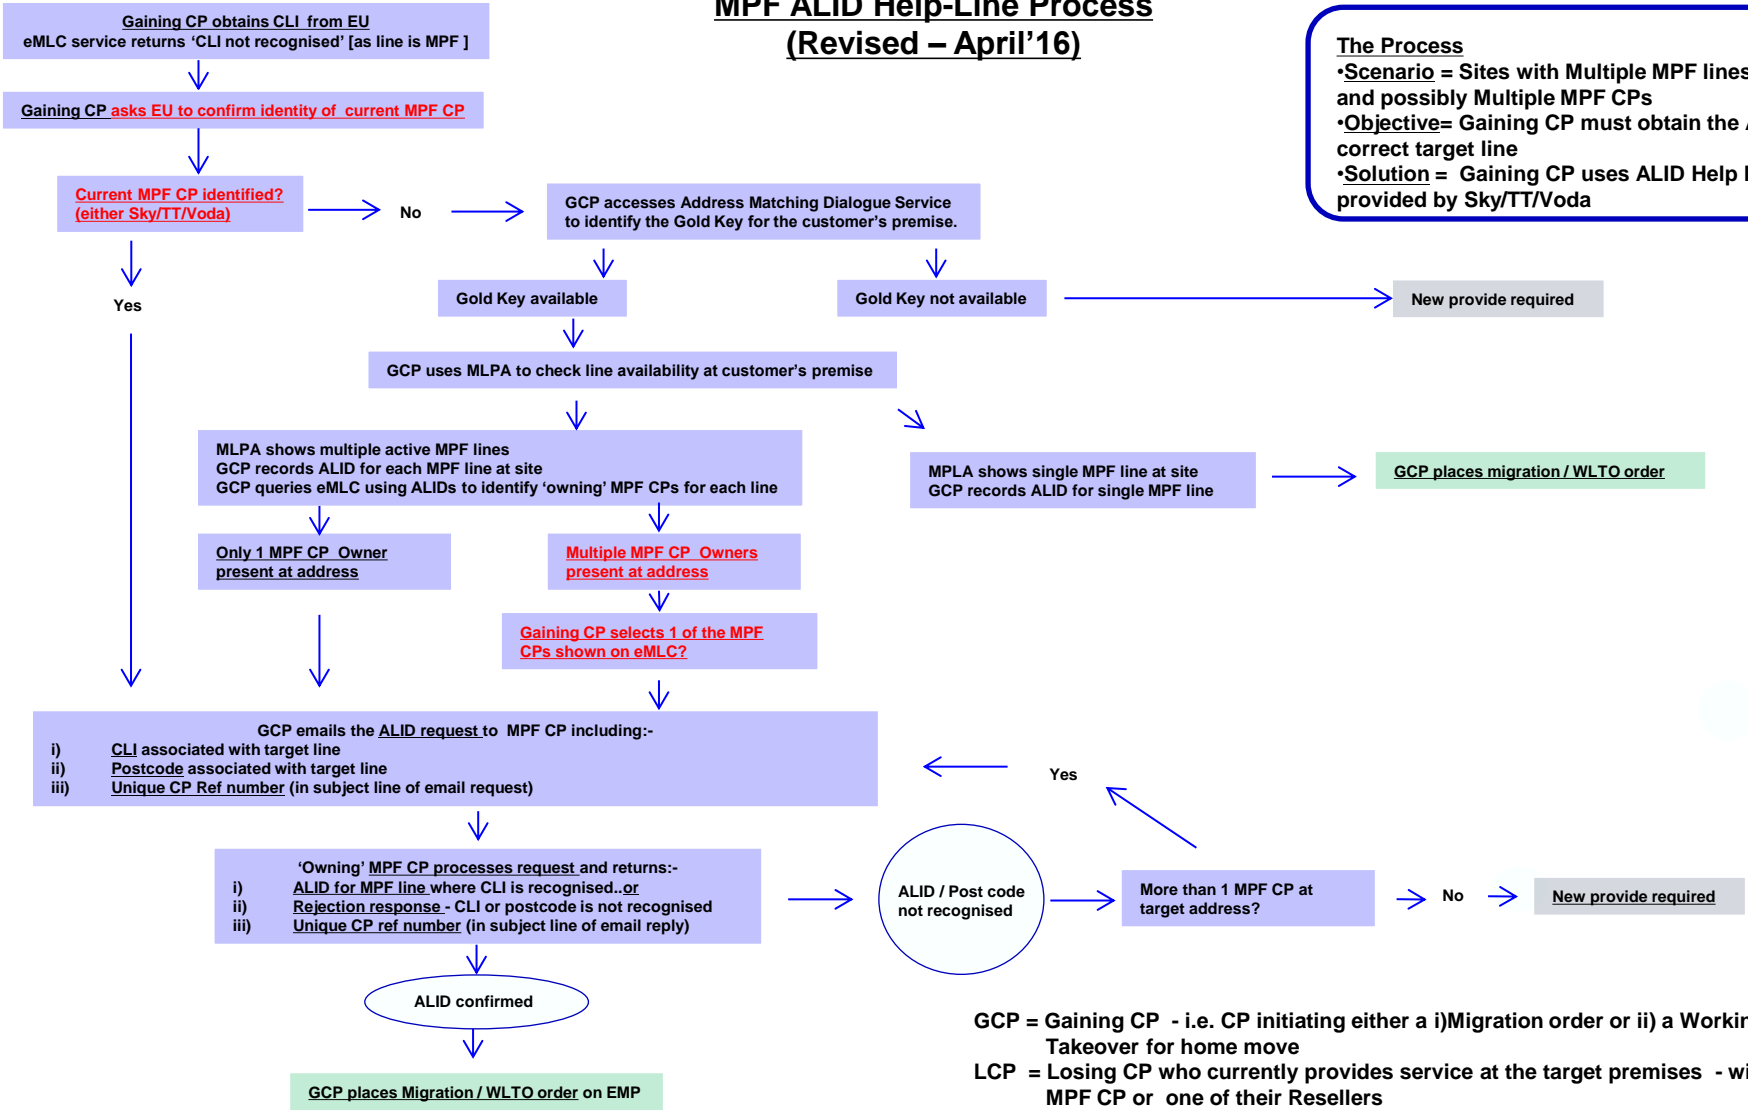 MPF ALID Help-Line Process
(Revised – April’16)
Gaining CP obtains CLI from EU
eMLC service returns ‘CLI not recognised’ [as line is MPF ]
The Process
•Scenario = Sites with Multiple MPF lines
and possibly Multiple MPF CPs
•Objective= Gaining CP must obtain the
correct target line
•Solution = Gaining CP uses ALID Help
provided by Sky/TT/Voda
Gaining CP asks EU to confirm identity of current MPF CP
Current MPF CP identified?
(either Sky/TT/Voda)
No
GCP accesses Address Matching Dialogue Service
to identify the Gold Key for the customer’s premise.
Yes
Gold Key available
Gold Key not available
New provide required
GCP uses MLPA to check line availability at customer’s premise
MLPA shows multiple active MPF lines
GCP records ALID for each MPF line at site
GCP queries eMLC using ALIDs to identify ‘owning’ MPF CPs for each line
MPLA shows single MPF line at site
GCP records ALID for single MPF line
GCP places migration / WLTO order
Only 1 MPF CP Owner
present at address
Multiple MPF CP Owners
present at address
Gaining CP selects 1 of the MPF
CPs shown on eMLC?
GCP emails the ALID request to MPF CP including:-
i) CLI associated with target line
ii) Postcode associated with target line
iii) Unique CP Ref number (in subject line of email request)
Yes
‘Owning’ MPF CP processes request and returns:-
i) ALID for MPF line where CLI is recognised..or
ii) Rejection response - CLI or postcode is not recognised
iii) Unique CP ref number (in subject line of email reply)
ALID / Post code
not recognised
More than 1 MPF CP at
target address?
No
New provide required
ALID confirmed
GCP places Migration / WLTO order on EMP
GCP = Gaining CP - i.e. CP initiating either a i)Migration order or ii) a
Takeover for home move
LCP = Losing CP who currently provides service at the target premises -
MPF CP or one of their Resellers